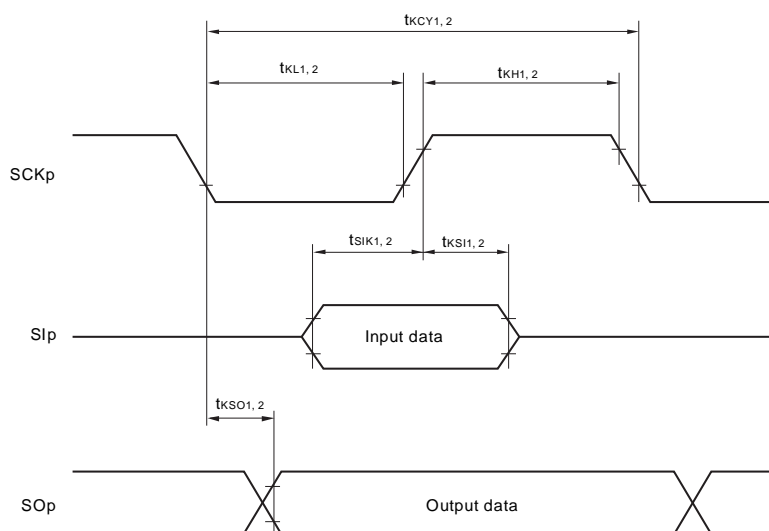 tKCY1, 2
tKL1, 2
tKH1, 2
SCKp
tSIK1, 2
tKSI1, 2
SIp
Input data
tKSO1, 2
SOp
Output data